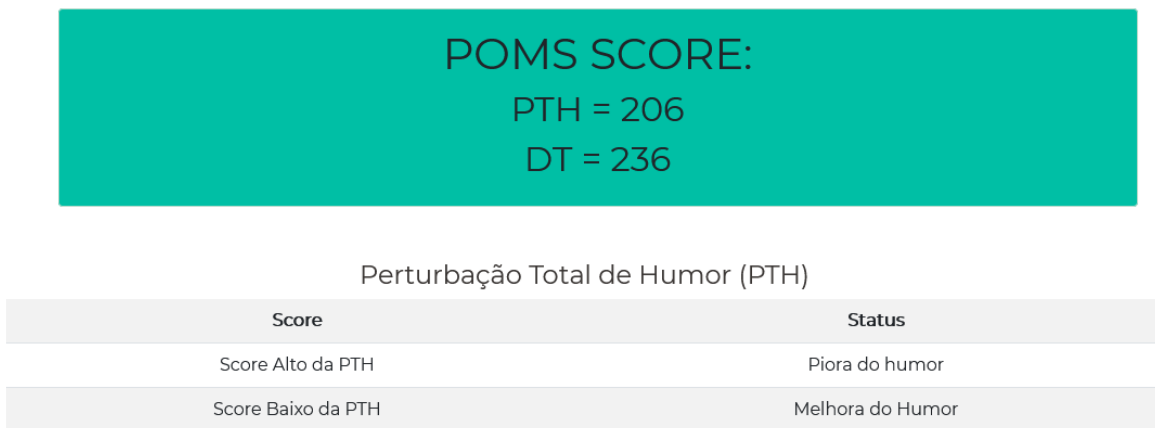 POMS SCORE:
PTH = 206
DT = 236
Perturbação Total de Humor (PTH)
Score Status
Score Alto da PTH Piora do humor
Score Baixo da PTH Melhora do Humor